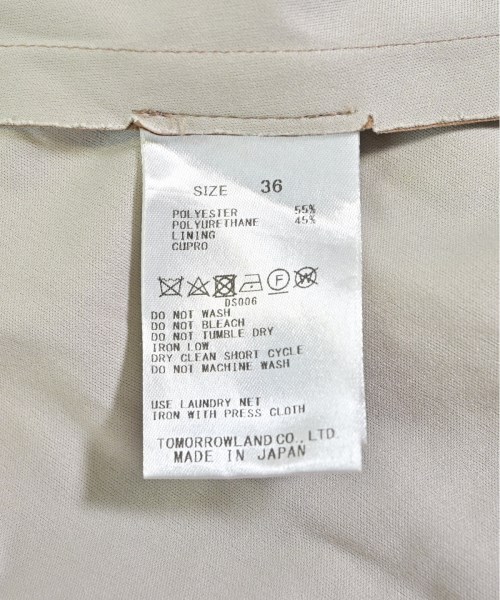 SIZE 36
POLYESTER 55%
POLYURETHANE 45%
LINING
CUPRO
DS006
DO NOT WASH
DO NOT BLEACH
DO NOT TUMBLE DRY
IRON LOW
DRY CLEAN SHORT CYCLE
DO NOT MACHINE WASH
USE LAUNDRY NET
IRON WITH PRESS CLOTH
TOMORROWLAND CO., LTD.
MADE IN JAPAN